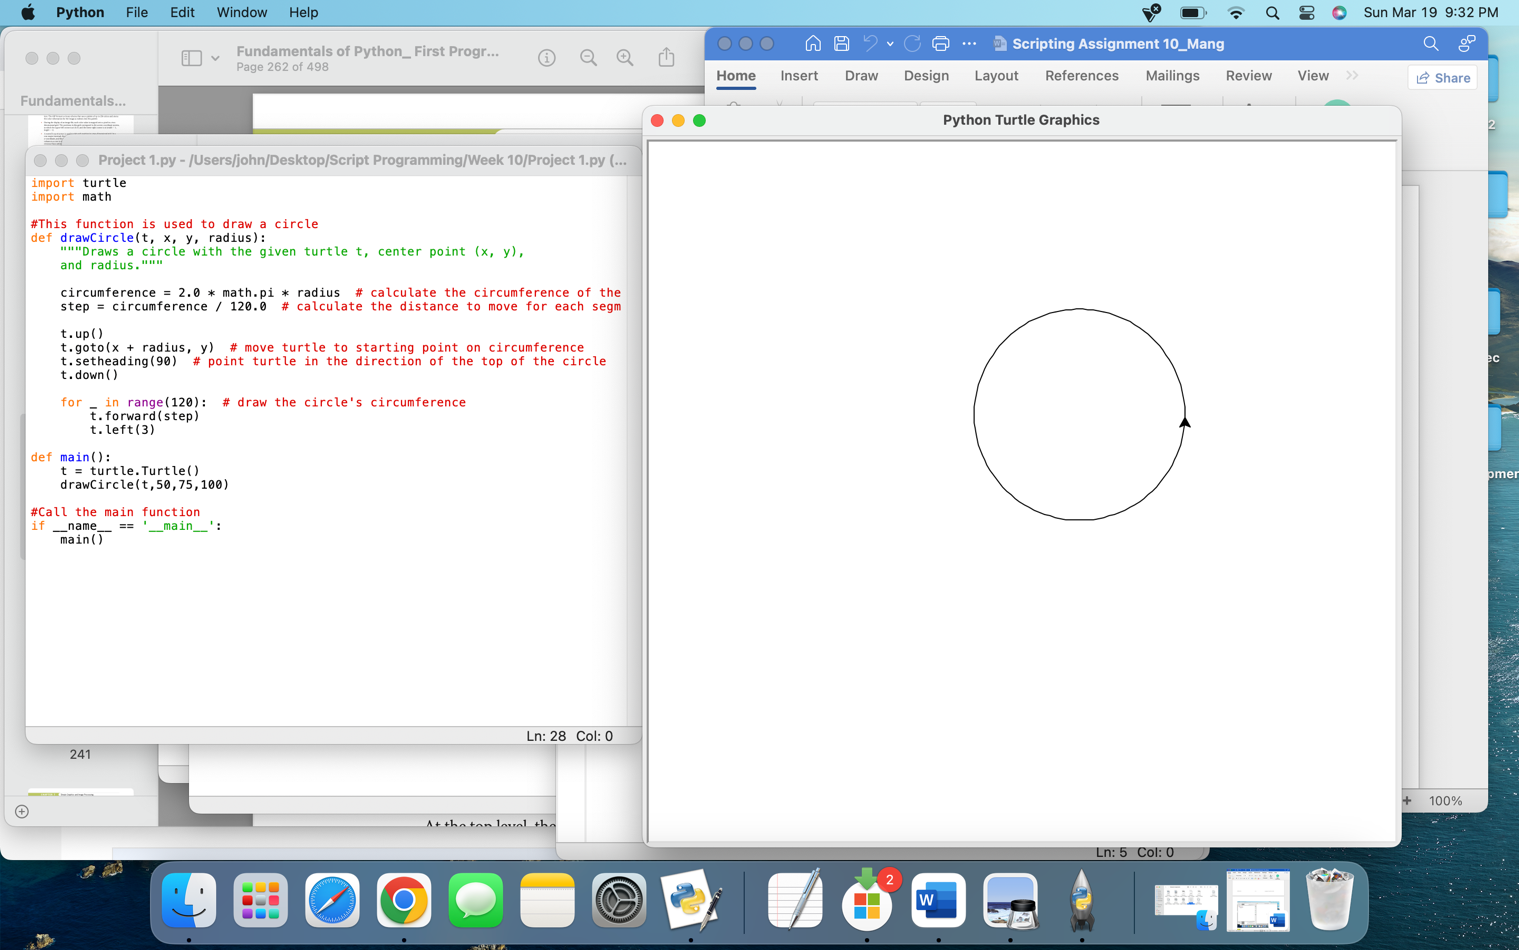 Python File Edit Window Help
Sun Mar 19 9:32 PM
Fundamentals of Python_ First Progr...
Page 262 of 498
Fundamentals...
Scripting Assignment 10_Mang
Home Insert Draw Design Layout References Mailings Review View
Share
Python Turtle Graphics
2
Project 1.py - /Users/john/Desktop/Script Programming/Week 10/Project 1.py (...
import turtle
import math
#This function is used to draw a circle
def drawCircle(t, x, y, radius):
"""Draws a circle with the given turtle t, center point (x, y),
and radius."""
circumference = 2.0 * math.pi * radius # calculate the circumference of the
step = circumference / 120.0 # calculate the distance to move for each segm
t.up()
t.goto(x + radius, y) # move turtle to starting point on circumference
t.setheading(90) # point turtle in the direction of the top of the circle
t.down()
for _ in range(120): # draw the circle's circumference
t.forward(step)
t.left(3)
def main():
t = turtle.Turtle()
drawCircle(t,50,75,100)
#Call the main function
if __name__ == '__main__':
main()
ec
pmer
Ln: 28 Col: 0
241
100%
At the top level, the
Ln: 5 Col: 0
2
W